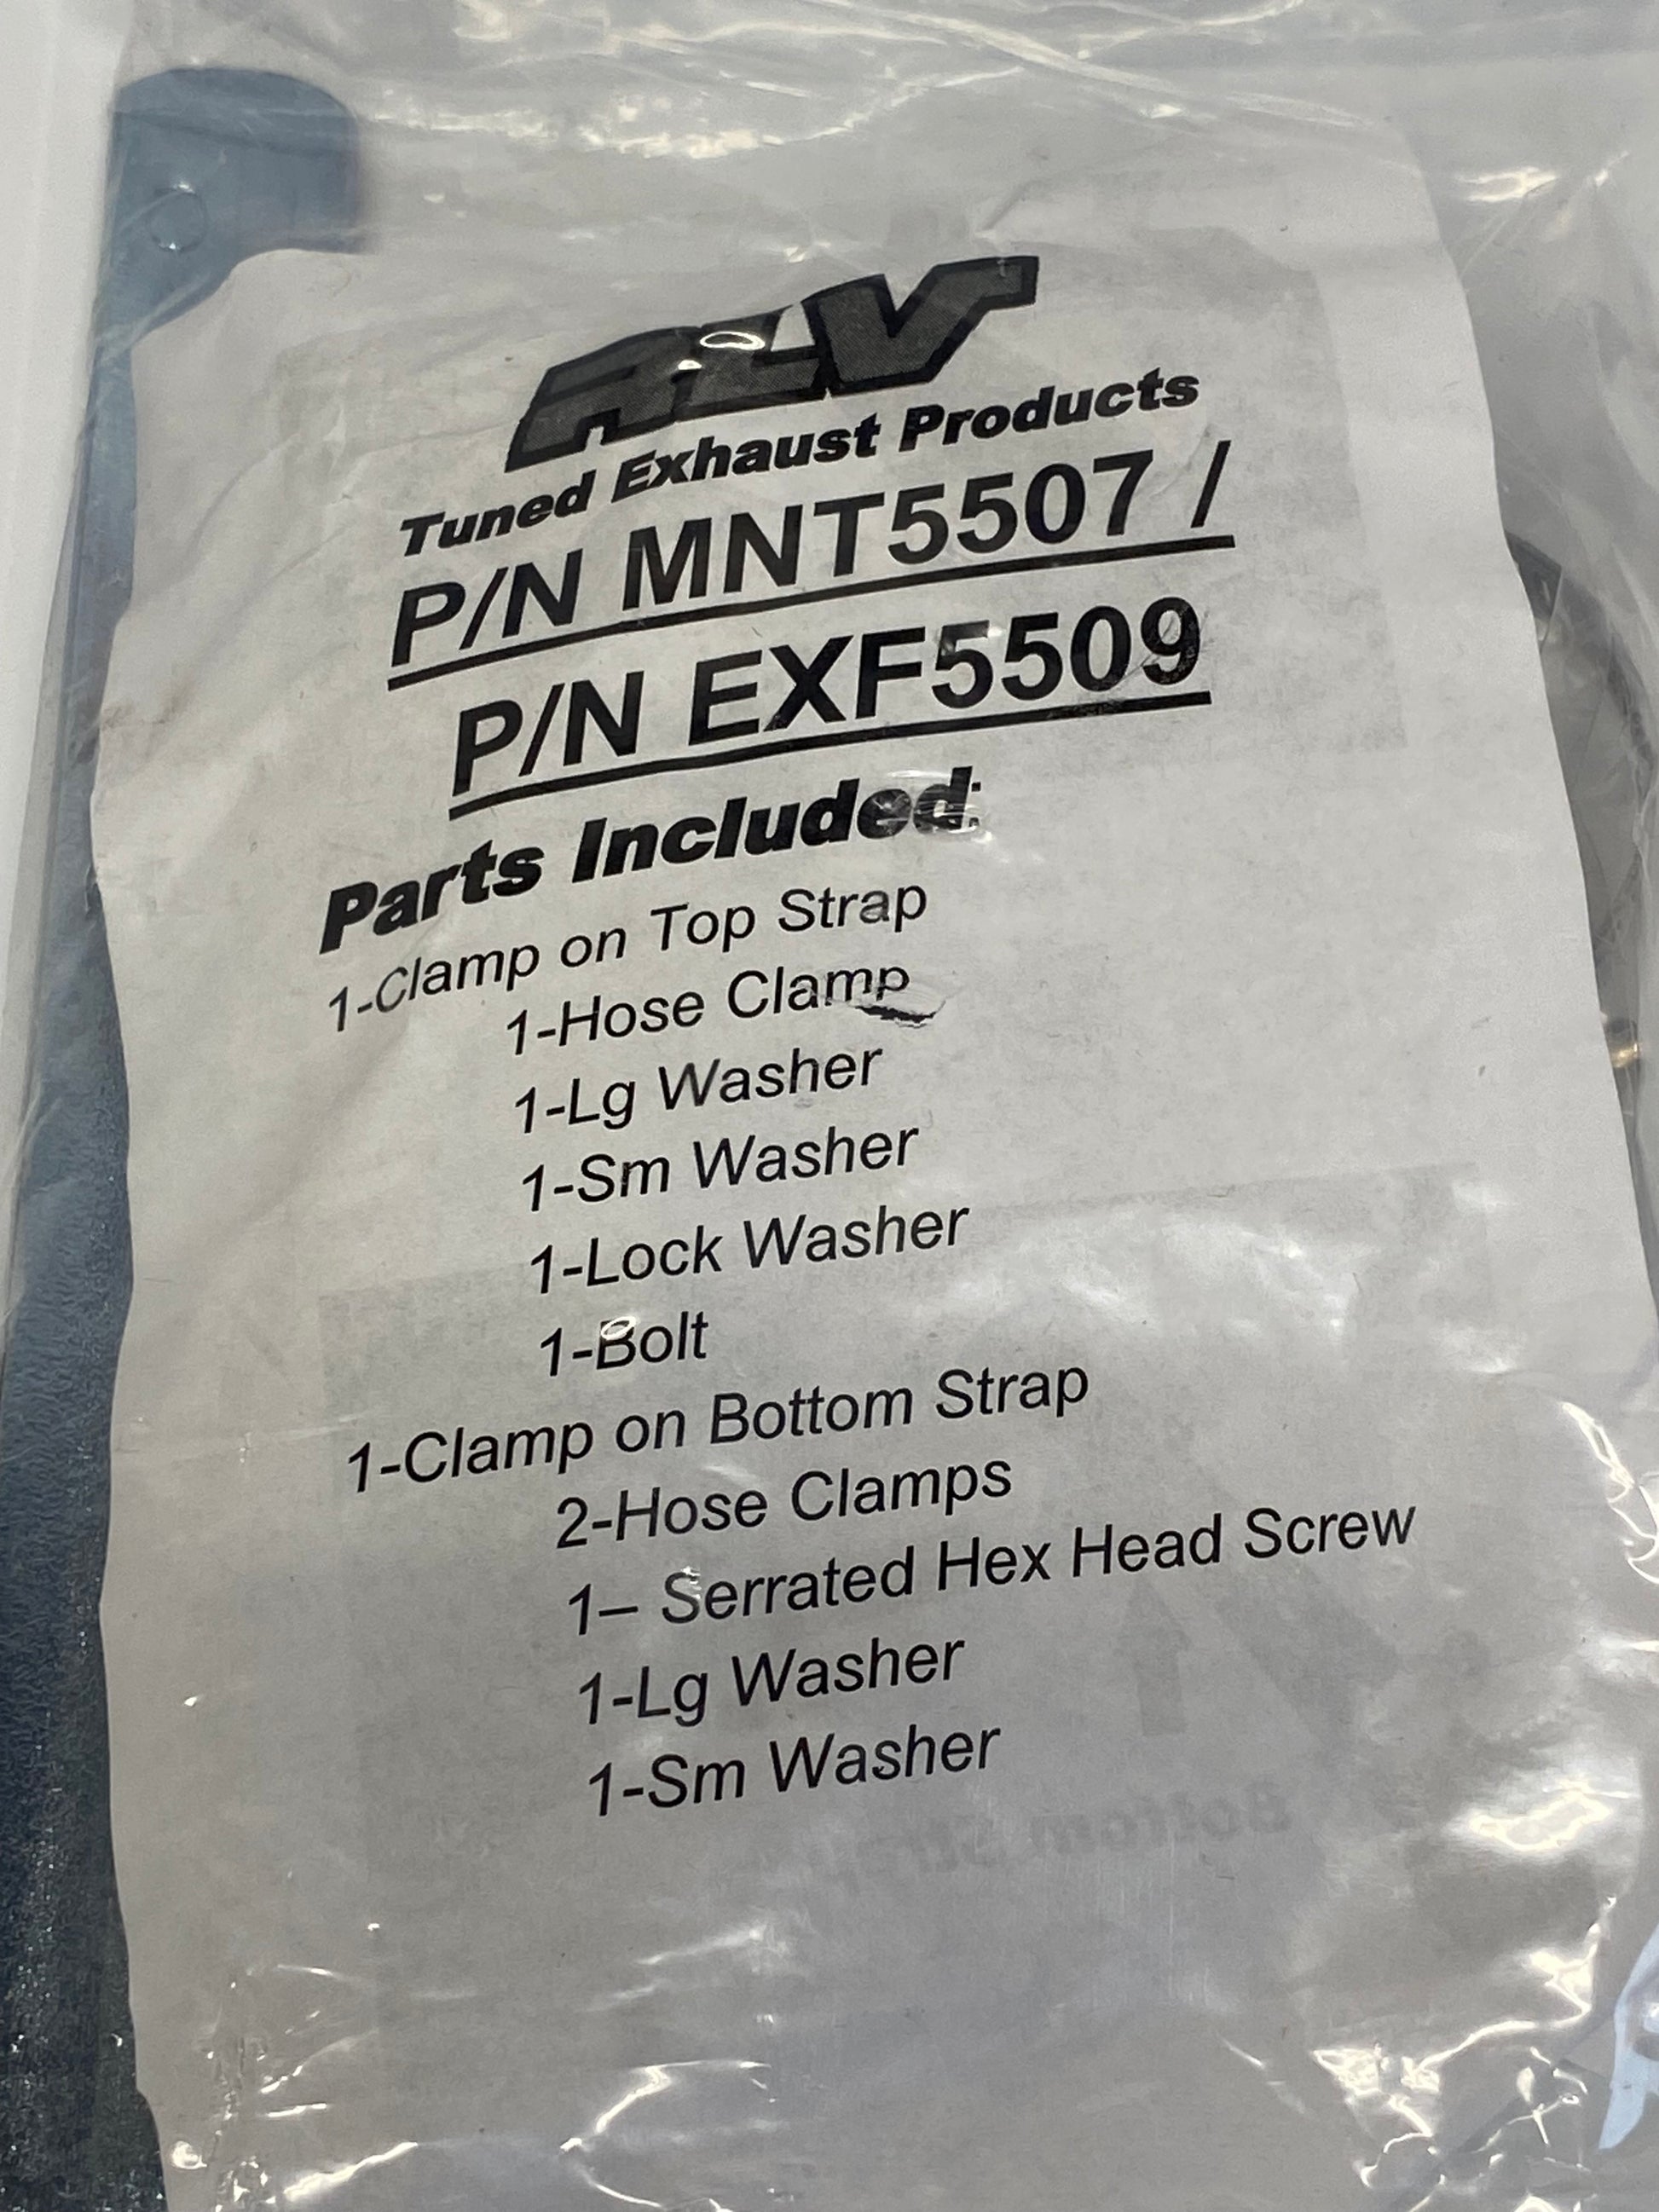 RLV
Tuned Exhaust Products
P/N MNT5507 /
P/N EXF5509
Parts Included:
1-Clamp on Top Strap
1-Hose Clamp
1-Lg Washer
1-Sm Washer
1-Lock Washer
1-Bolt
1-Clamp on Bottom Strap
2-Hose Clamps
1– Serrated Hex Head Screw
1-Lg Washer
1-Sm Washer